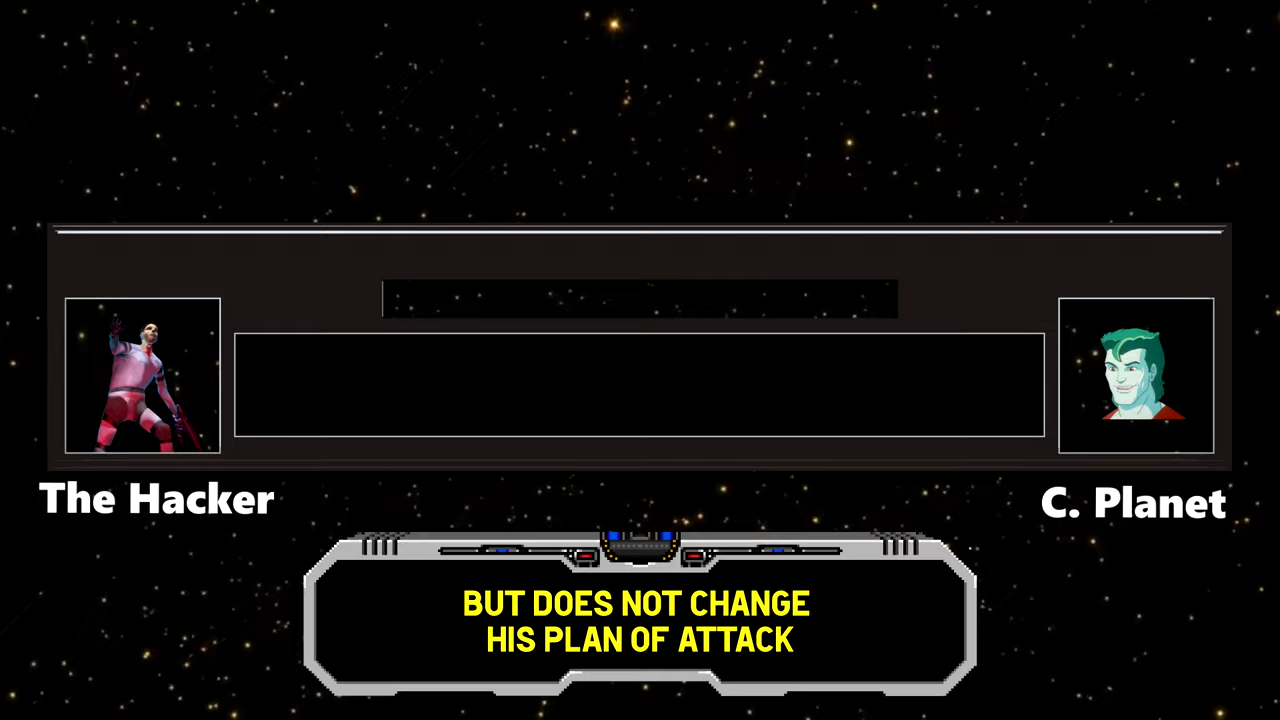 The Hacker
C. Planet
BUT DOES NOT CHANGE
HIS PLAN OF ATTACK